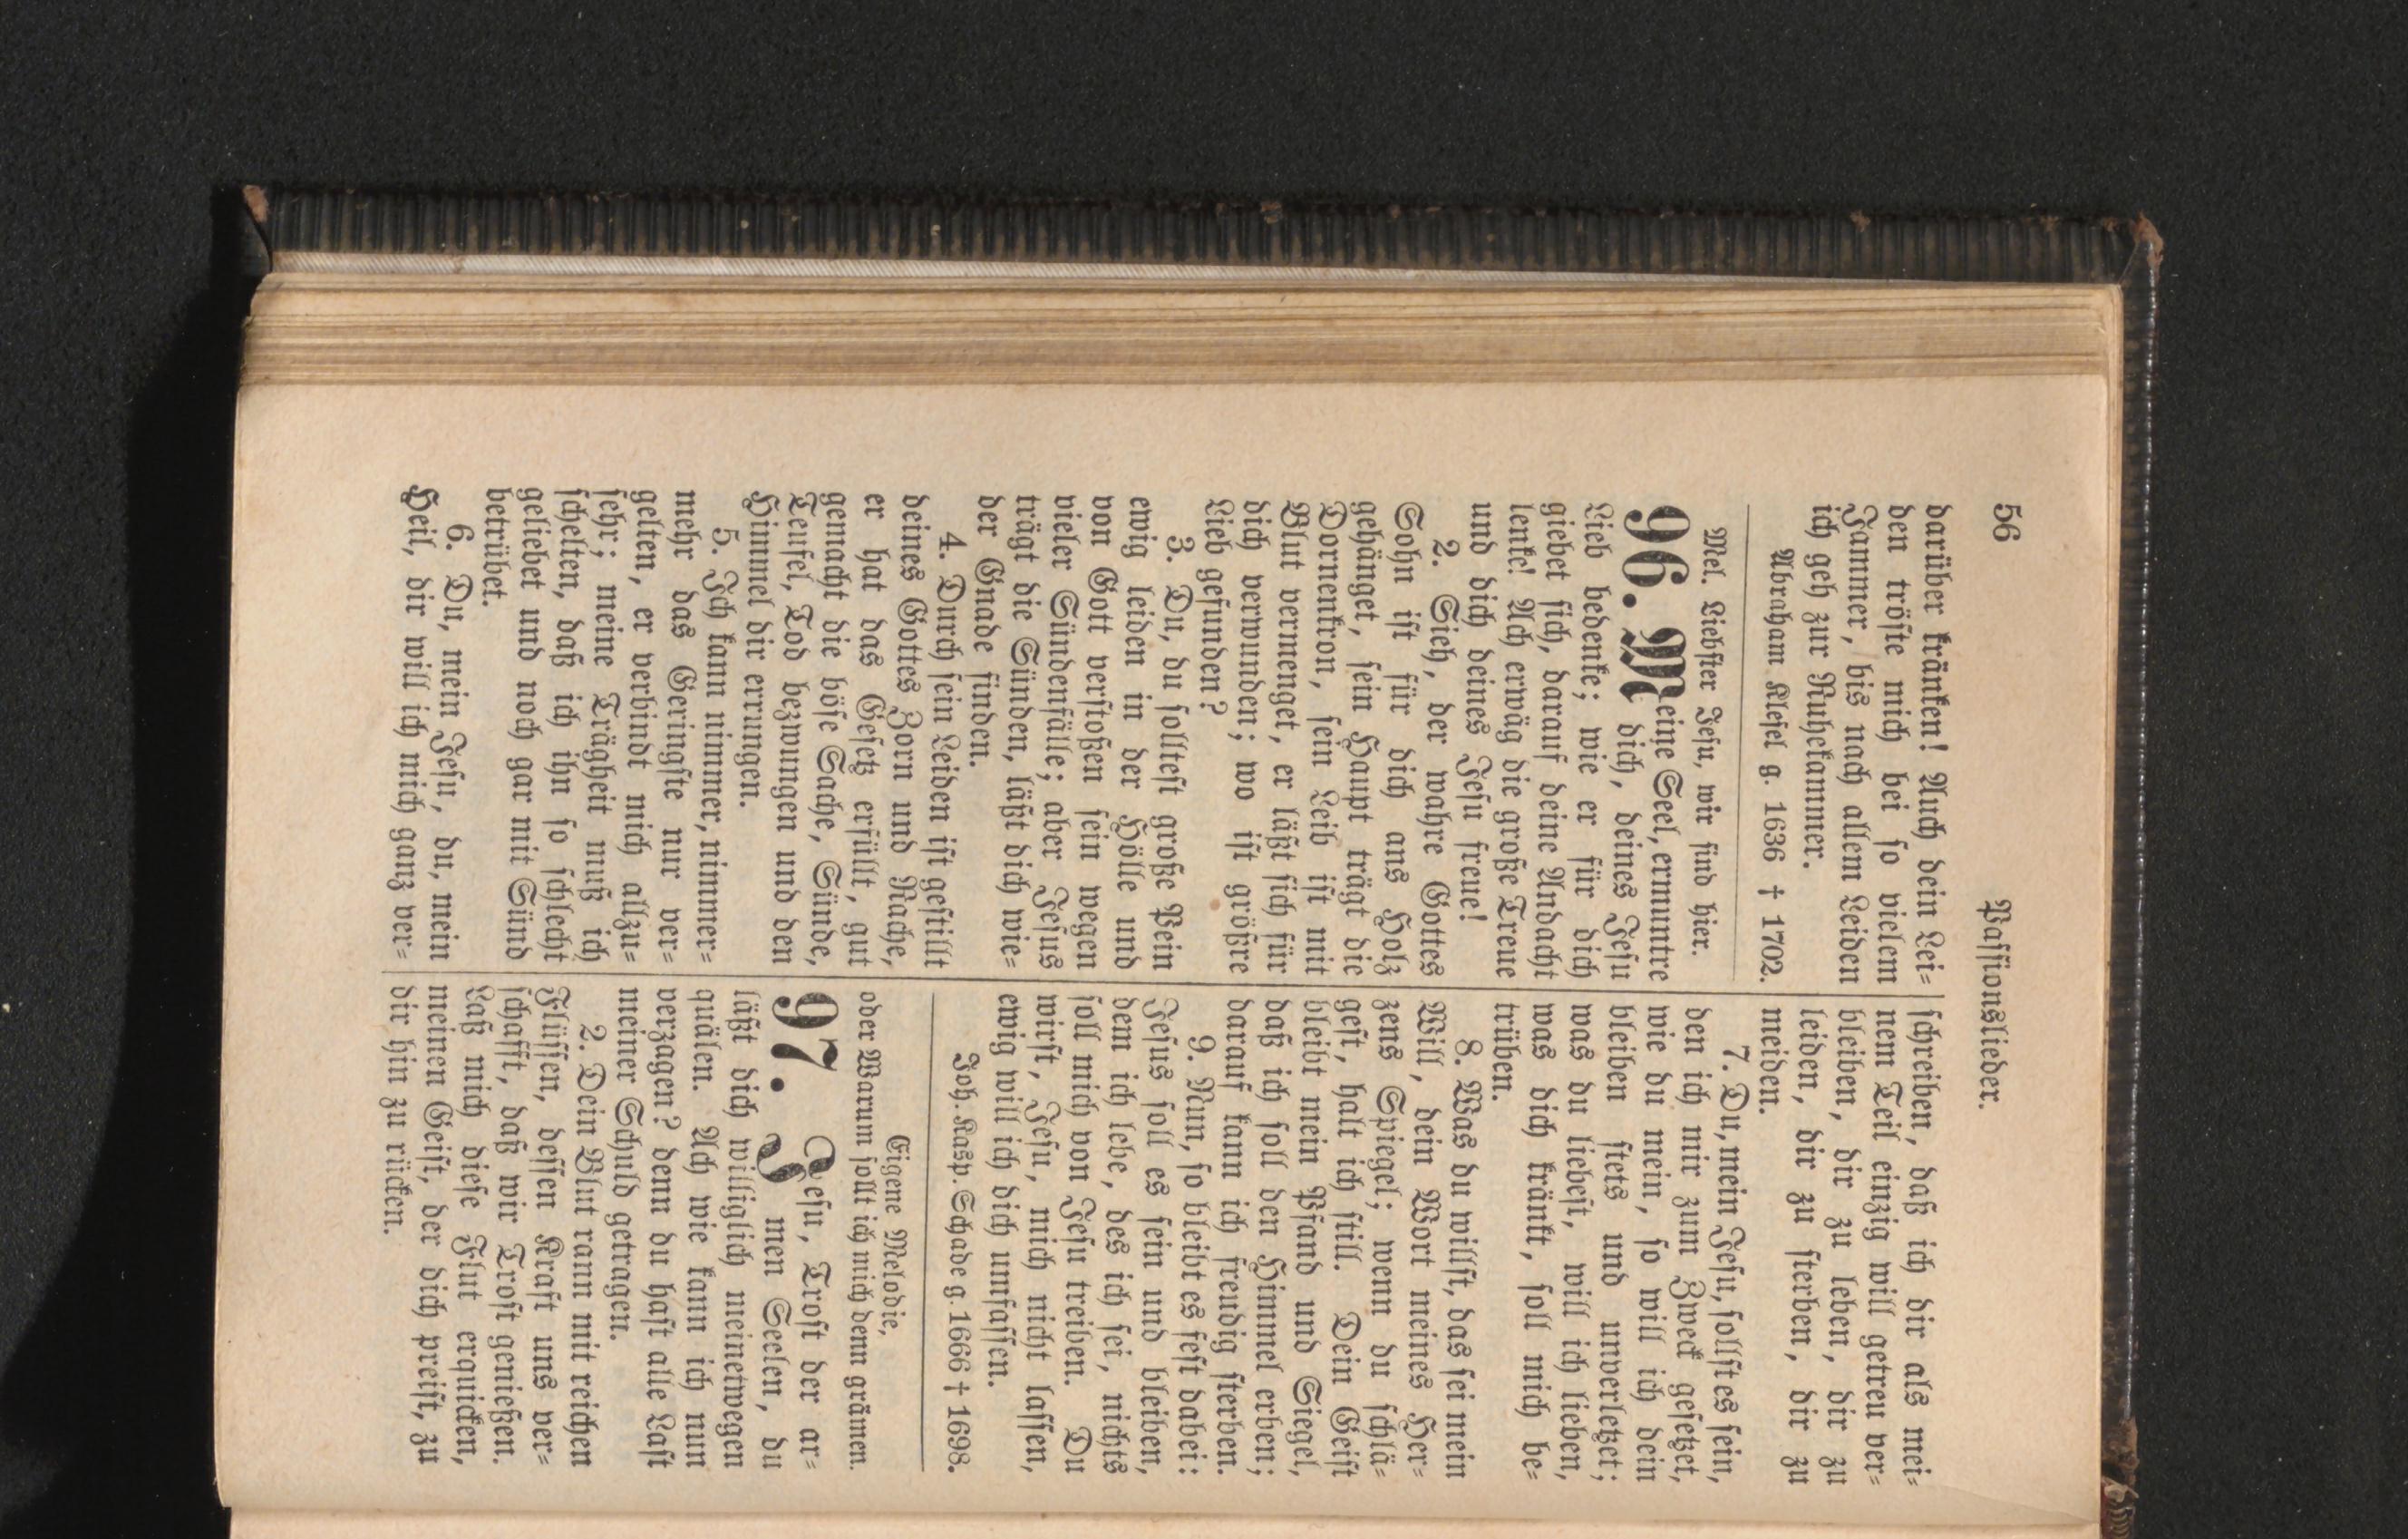 56
Passionslieder.
darüber kränken! Auch dein Lei-
den tröste mich bei so vielem
Jammer, bis nach allem Leiden
ich geh zur Ruhekammer.
Abraham Klesel g. 1636 † 1702.
Mel. Liebster Jesu, wir sind hier.
96. Meine Seel, ermuntre
dich, deines Jesu
Lieb bedenke; wie er für dich
giebet sich, darauf deine Andacht
lenke! Ach erwäg die große Treue
und dich deines Jesu freue!
2. Sieh, der wahre Gottes
Sohn ist für dich ans Holz
gehänget, sein Haupt trägt die
Dornenkron, sein Leib ist mit
Blut vermenget, er läßt sich für
dich verwunden; wo ist größre
Lieb gefunden?
3. Du, du solltest große Pein
ewig leiden in der Hölle und
von Gott verstoßen sein wegen
vieler Sündenfälle; aber Jesus
trägt die Sünden, läßt dich wie-
der Gnade finden.
4. Durch sein Leiden ist gestillt
deines Gottes Zorn und Rache,
er hat das Gesetz erfüllt, gut
gemacht die böse Sache, Sünde,
Teufel, Tod bezwungen und den
Himmel dir errungen.
5. Ich kann nimmer, nimmer-
mehr das Geringste nur ver-
gelten, er verbindt mich allzu-
sehr; meine Trägheit muß ich
schelten, daß ich ihn so schlecht
geliebet und noch gar mit Sünd
betrübet.
6. Du, mein Jesu, du, mein
Heil, dir will ich mich ganz ver-
schreiben, daß ich dir als mei-
nem Teil einzig will getreu ver-
bleiben, dir zu leben, dir zu
leiden, dir zu sterben, dir zu
meiden.
7. Du, mein Jesu, sollst es sein,
den ich mir zum Zweck gesetzet,
wie du mein, so will ich dein
bleiben stets und unverletzet;
was du liebest, will ich lieben,
was dich kränkt, soll mich be-
trüben.
8. Was du willst, das sei mein
Will, dein Wort meines Her-
zens Spiegel; wenn du schlä-
gest, halt ich still. Dein Geist
bleibt mein Pfand und Siegel,
daß ich soll den Himmel erben;
darauf kann ich freudig sterben.
9. Nun, so bleibt es fest dabei:
Jesus soll es sein und bleiben,
dem ich lebe, des ich sei, nichts
soll mich von Jesu treiben. Du
wirst, Jesu, mich nicht lassen,
ewig will ich dich umfassen.
Joh. Kasp. Schade g. 1666 † 1698.
Eigene Melodie,
oder Warum sollt ich mich denn grämen.
97. Jesu, Trost der ar-
men Seelen, du
läßt dich williglich meinetwegen
quälen. Ach wie kann ich nun
verzagen? denn du hast alle Last
meiner Schuld getragen.
2. Dein Blut rann mit reichen
Flüssen, dessen Kraft uns ver-
schafft, daß wir Trost genießen.
Laß mich diese Flut erquicken,
meinen Geist, der dich preist, zu
dir hin zu rücken.